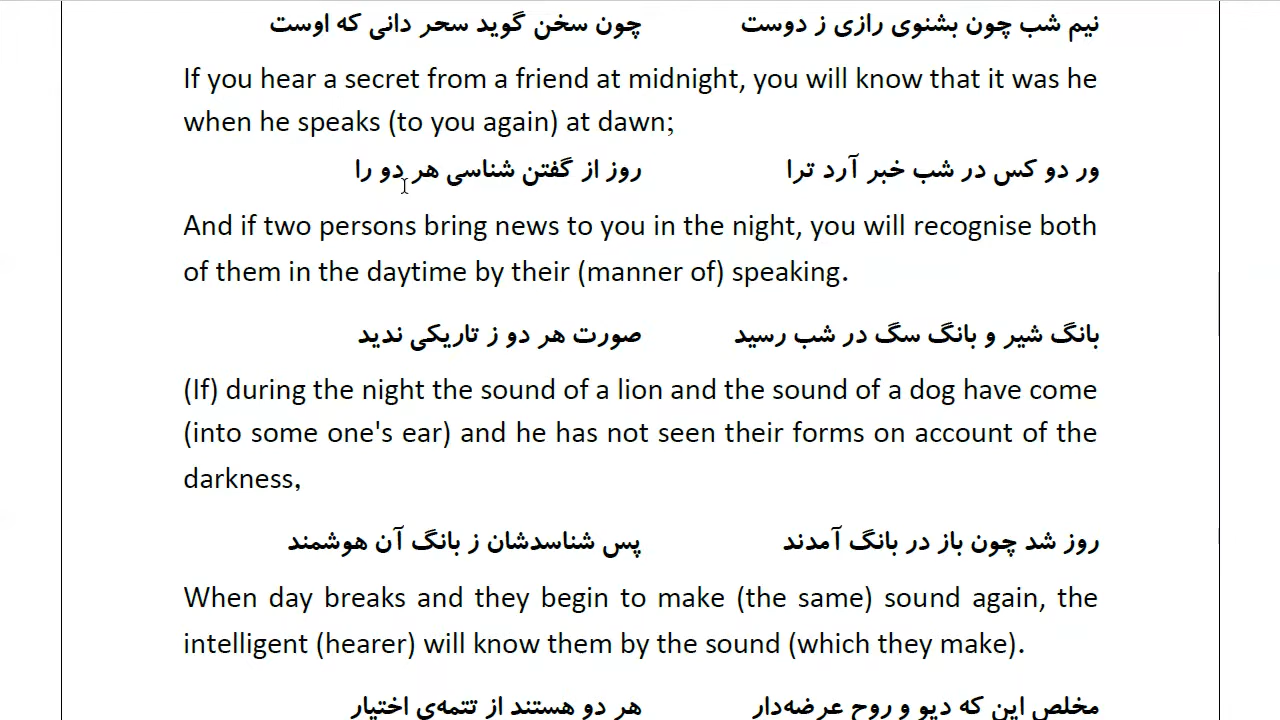 نیم شب چون بشنوی رازی ز دوست چون سخن گوید سحر دانی که اوست
If you hear a secret from a friend at midnight, you will know that it was he
when he speaks (to you again) at dawn;
ور دو کس در شب خبر آرد ترا روز از گفتن شناسی هر دو را
And if two persons bring news to you in the night, you will recognise both
of them in the daytime by their (manner of) speaking.
بانگ شیر و بانگ سگ در شب رسید صورت هر دو ز تاریکی ندید
(If) during the night the sound of a lion and the sound of a dog have come
(into some one's ear) and he has not seen their forms on account of the
darkness,
روز شد چون باز در بانگ آمدند پس شناسدشان ز بانگ آن هوشمند
When day breaks and they begin to make (the same) sound again, the
intelligent (hearer) will know them by the sound (which they make).
مخلص این که دیو و روح عرضه‌دار هر دو هستند از تتمه‌ی اختیار